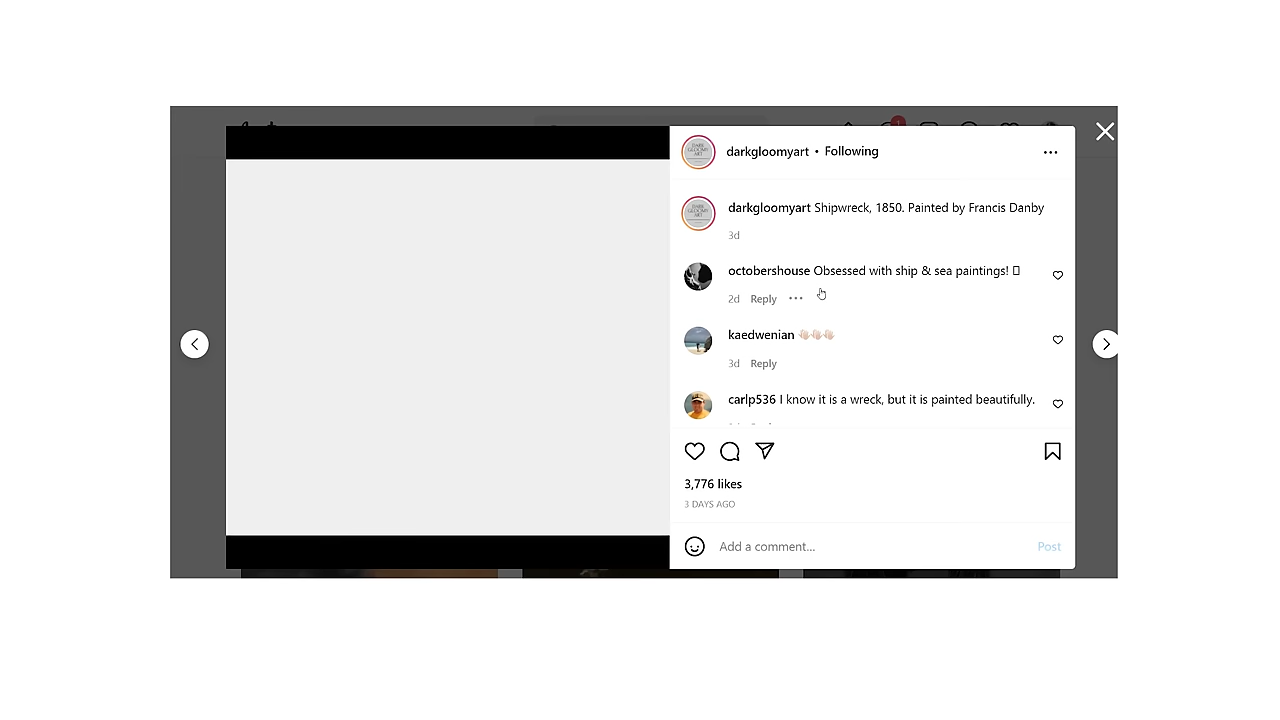 darkgloomyart • Following
darkgloomyart Shipwreck, 1850. Painted by Francis Danby
3d
octobershouse Obsessed with ship & sea paintings!
2d Reply
kaedwenian 👋🏻👋🏻👋🏻
3d Reply
carlp536 I know it is a wreck, but it is painted beautifully.
3,776 likes
3 DAYS AGO
Add a comment... Post